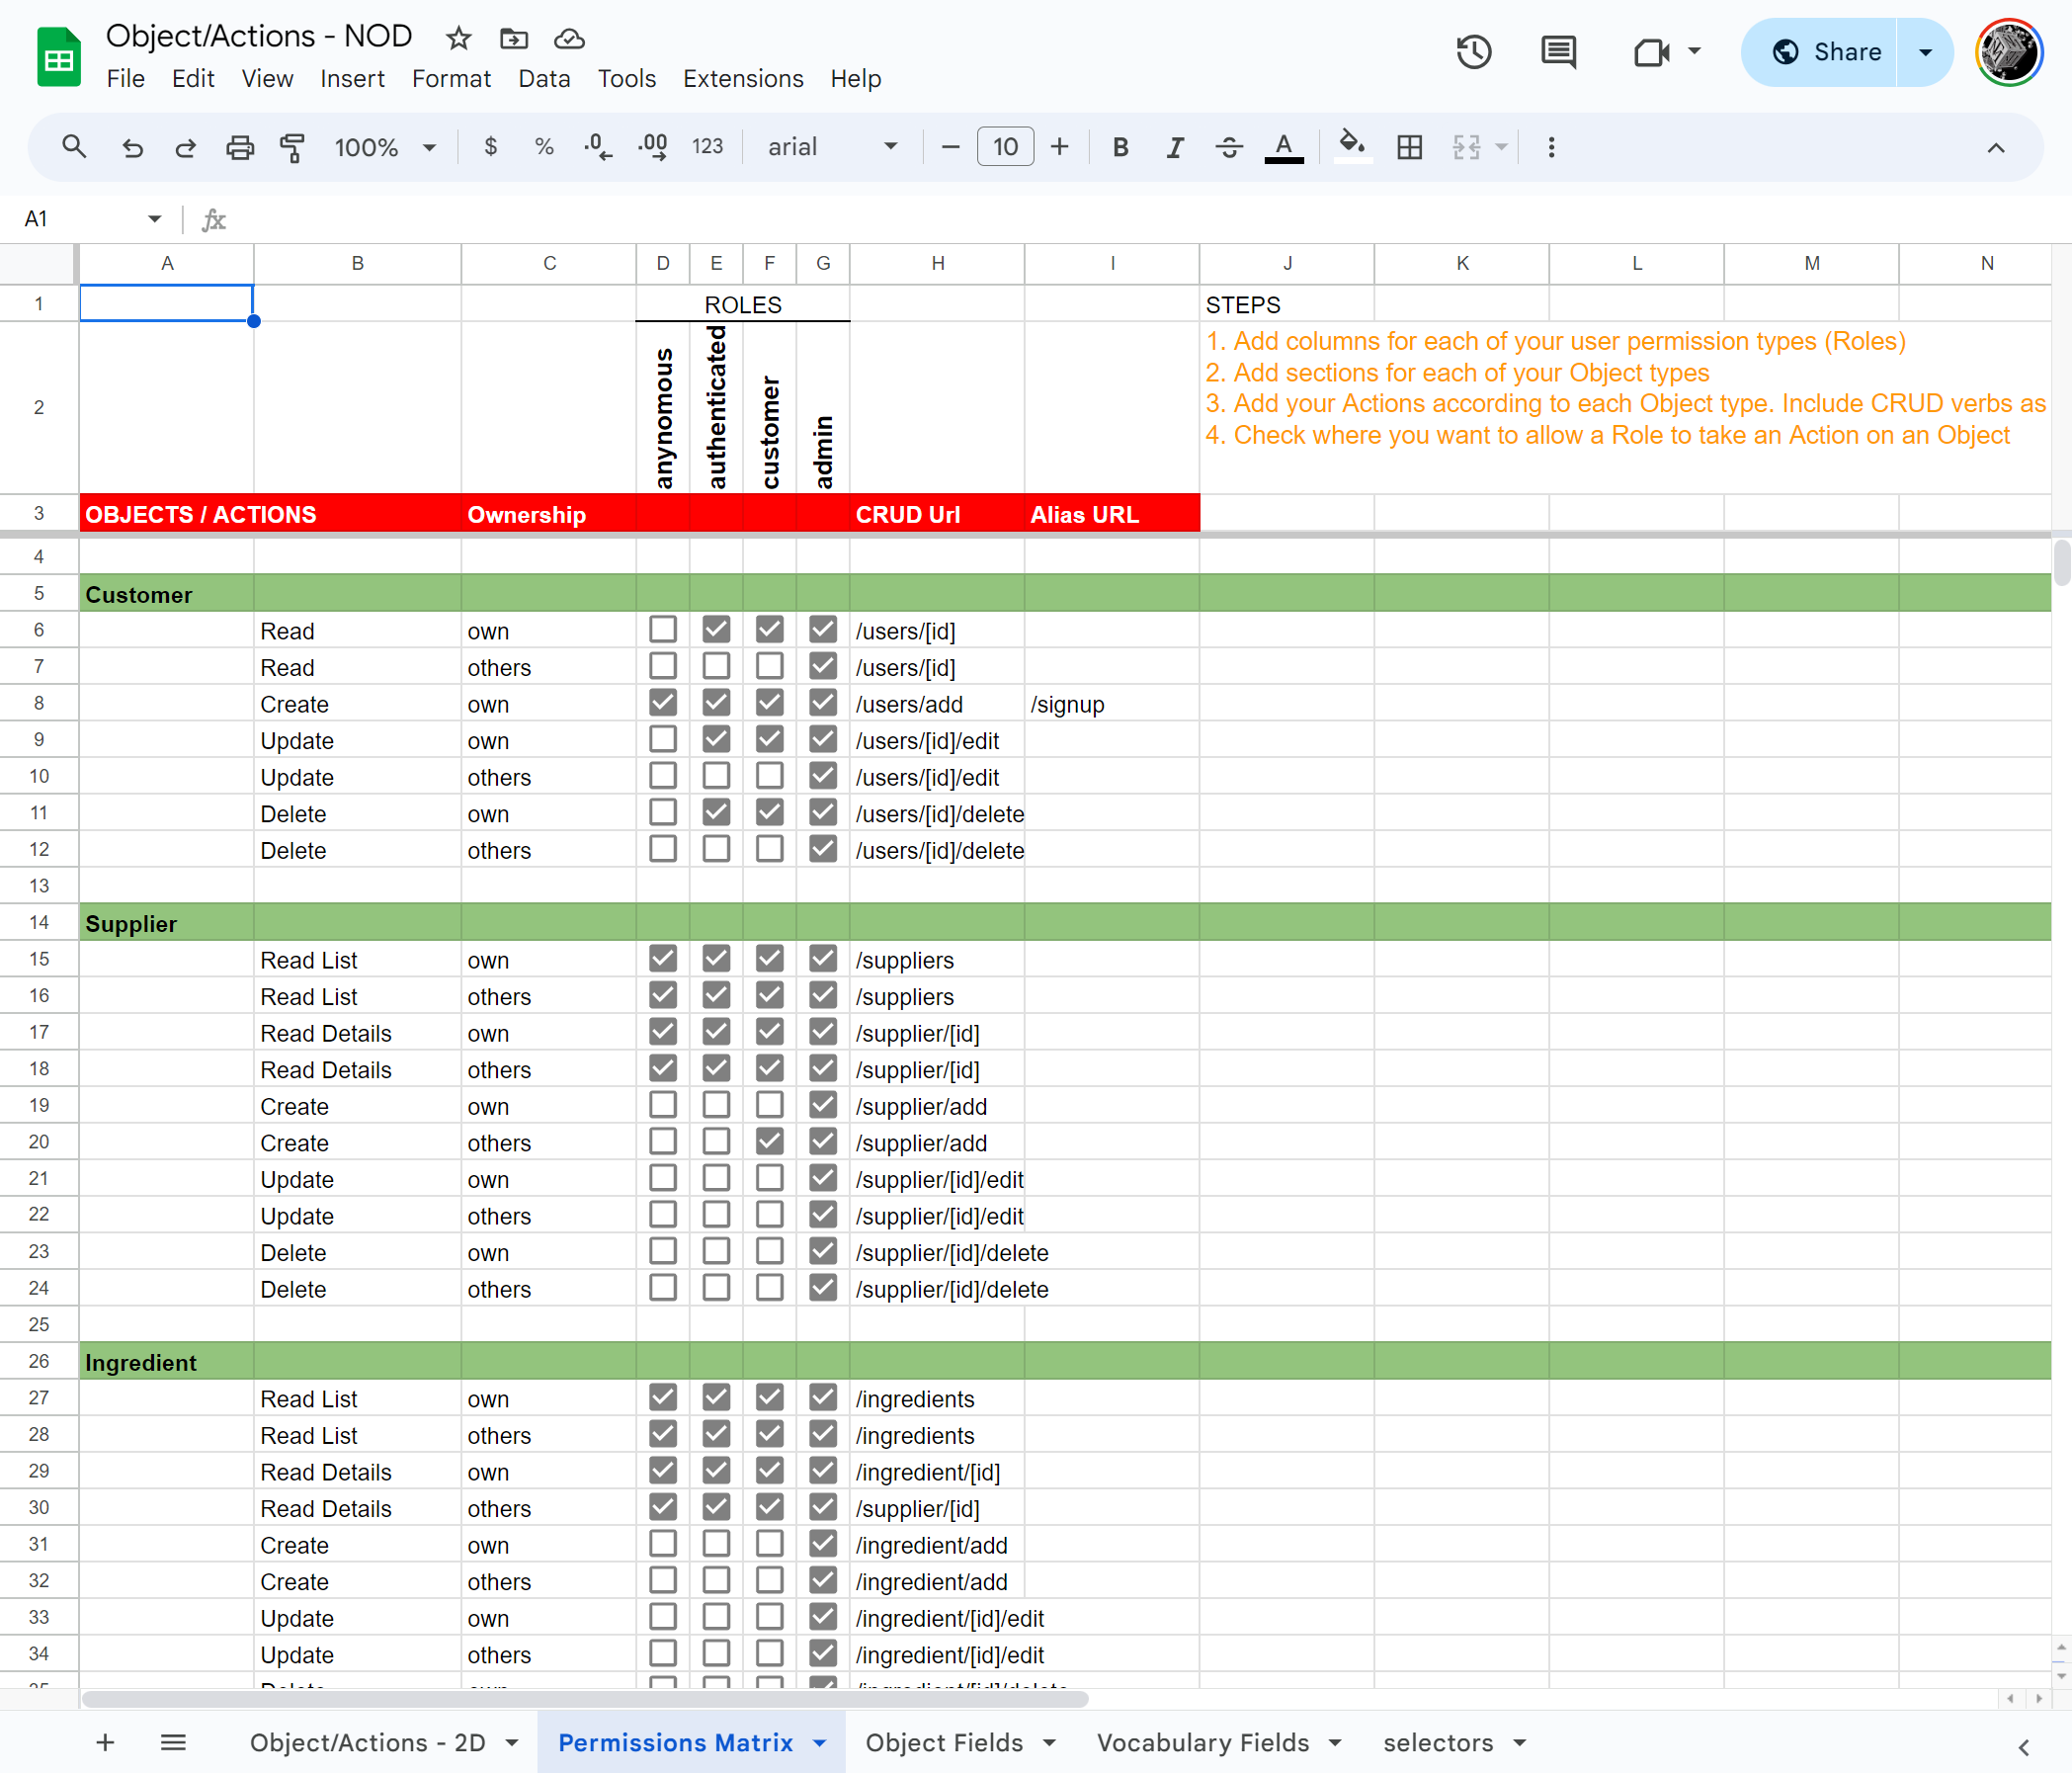 Object/Actions - NOD
File Edit View Insert Format Data Tools Extensions Help
Share
100% $ % .0 .00 123 arial 10 B I A
A1 fx
A B C D E F G H I J K L M N
1 ROLES STEPS
2 anynomous authenticated customer admin
1. Add columns for each of your user permission types (Roles)
2. Add sections for each of your Object types
3. Add your Actions according to each Object type. Include CRUD verbs as
4. Check where you want to allow a Role to take an Action on an Object
3 OBJECTS / ACTIONS Ownership CRUD Url Alias URL
4
5 Customer
6 Read own /users/[id]
7 Read others /users/[id]
8 Create own /users/add /signup
9 Update own /users/[id]/edit
10 Update others /users/[id]/edit
11 Delete own /users/[id]/delete
12 Delete others /users/[id]/delete
13
14 Supplier
15 Read List own /suppliers
16 Read List others /suppliers
17 Read Details own /supplier/[id]
18 Read Details others /supplier/[id]
19 Create own /supplier/add
20 Create others /supplier/add
21 Update own /supplier/[id]/edit
22 Update others /supplier/[id]/edit
23 Delete own /supplier/[id]/delete
24 Delete others /supplier/[id]/delete
25
26 Ingredient
27 Read List own /ingredients
28 Read List others /ingredients
29 Read Details own /ingredient/[id]
30 Read Details others /supplier/[id]
31 Create own /ingredient/add
32 Create others /ingredient/add
33 Update own /ingredient/[id]/edit
34 Update others /ingredient/[id]/edit
35 Delete own /ingredient/[id]/delete
Object/Actions - 2D Permissions Matrix Object Fields Vocabulary Fields selectors